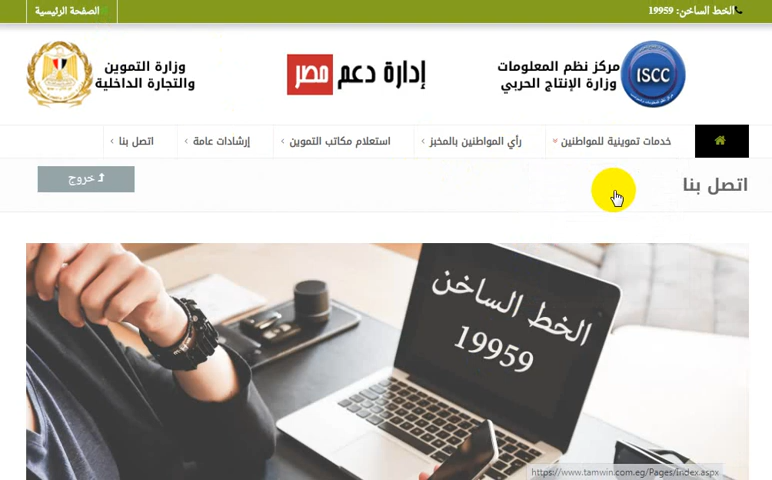 الخط الساخن: 19959
الصفحة الرئيسية
ISCC
مركز نظم المعلومات
وزارة الإنتاج الحربي
إدارة دعم مصر
وزارة التموين
والتجارة الداخلية
خدمات تموينية للمواطنين
رأي المواطنين بالمخبز
استعلام مكاتب التموين
إرشادات عامة
اتصل بنا
اتصل بنا
خروج
الخط الساخن
19959
https://www.tamwin.com.eg/Pages/Index.aspx